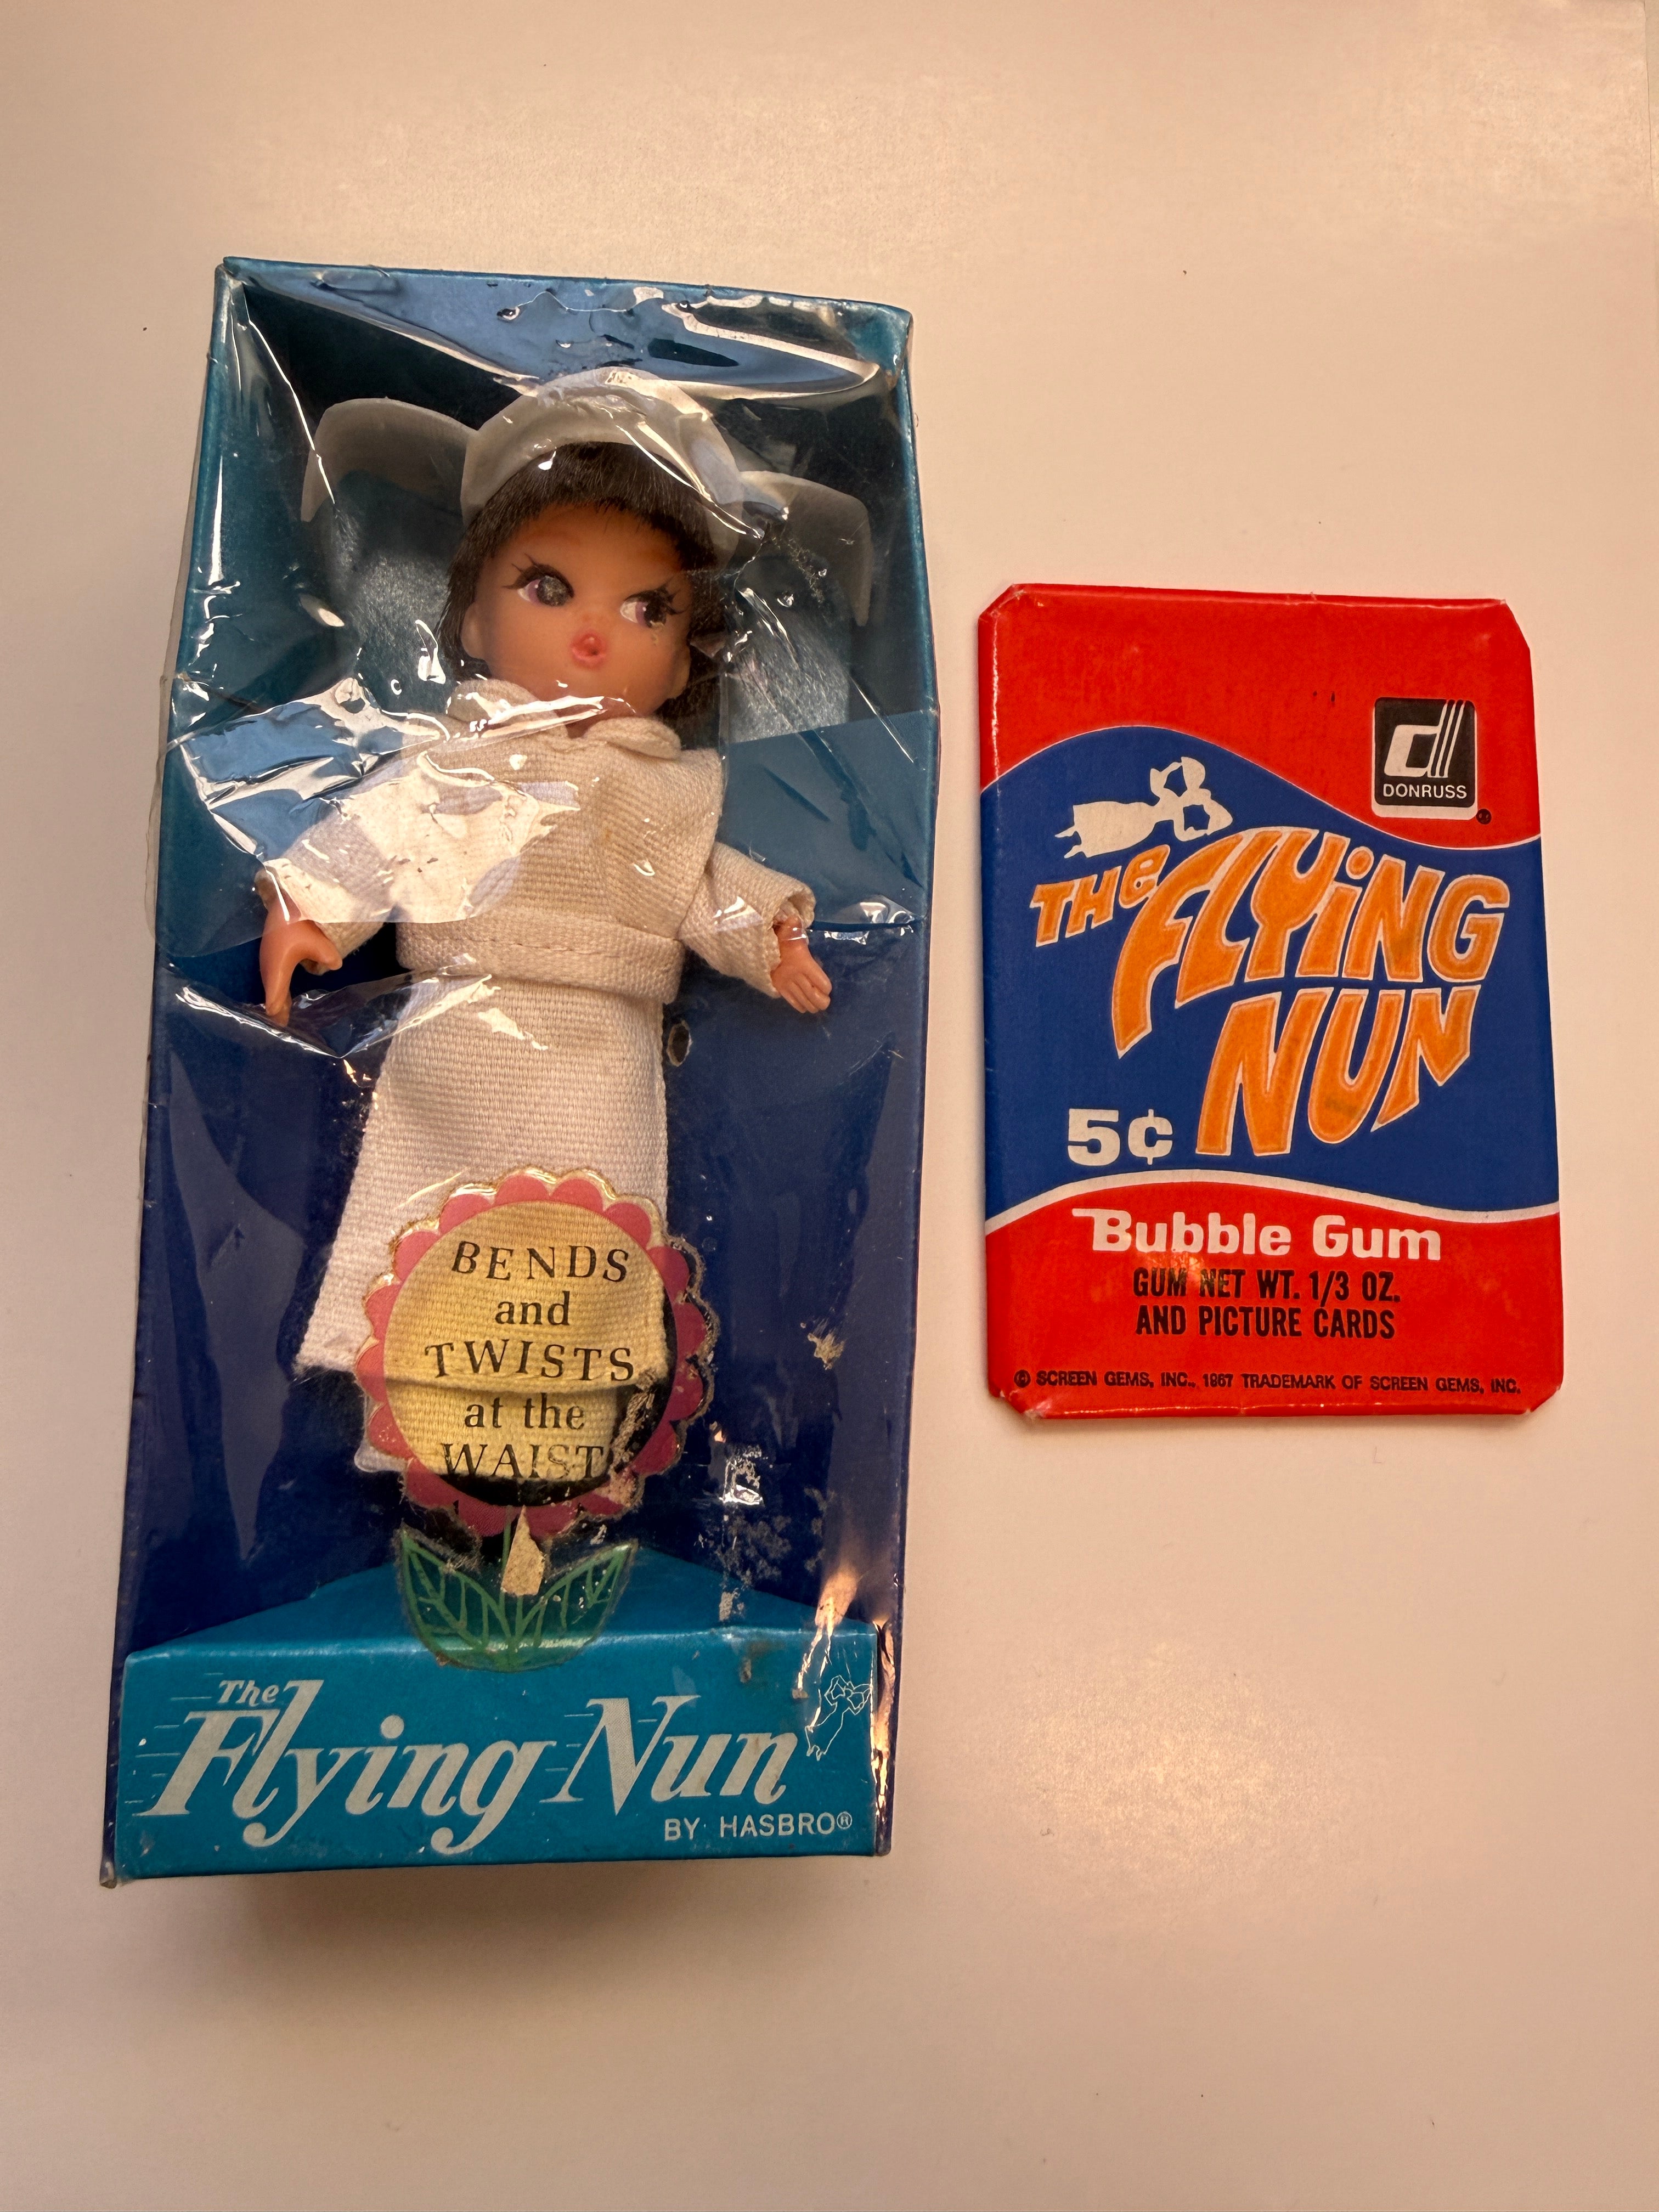 BENDS
and
TWISTS
at the
WAIST
The
Flying Nun
BY HASBRO®
d
DONRUSS
THe
FLYiNG
NUN
5¢
Bubble Gum
GUM NET WT. 1/3 OZ.
AND PICTURE CARDS
© SCREEN GEMS, INC., 1967 TRADEMARK OF SCREEN GEMS, INC.